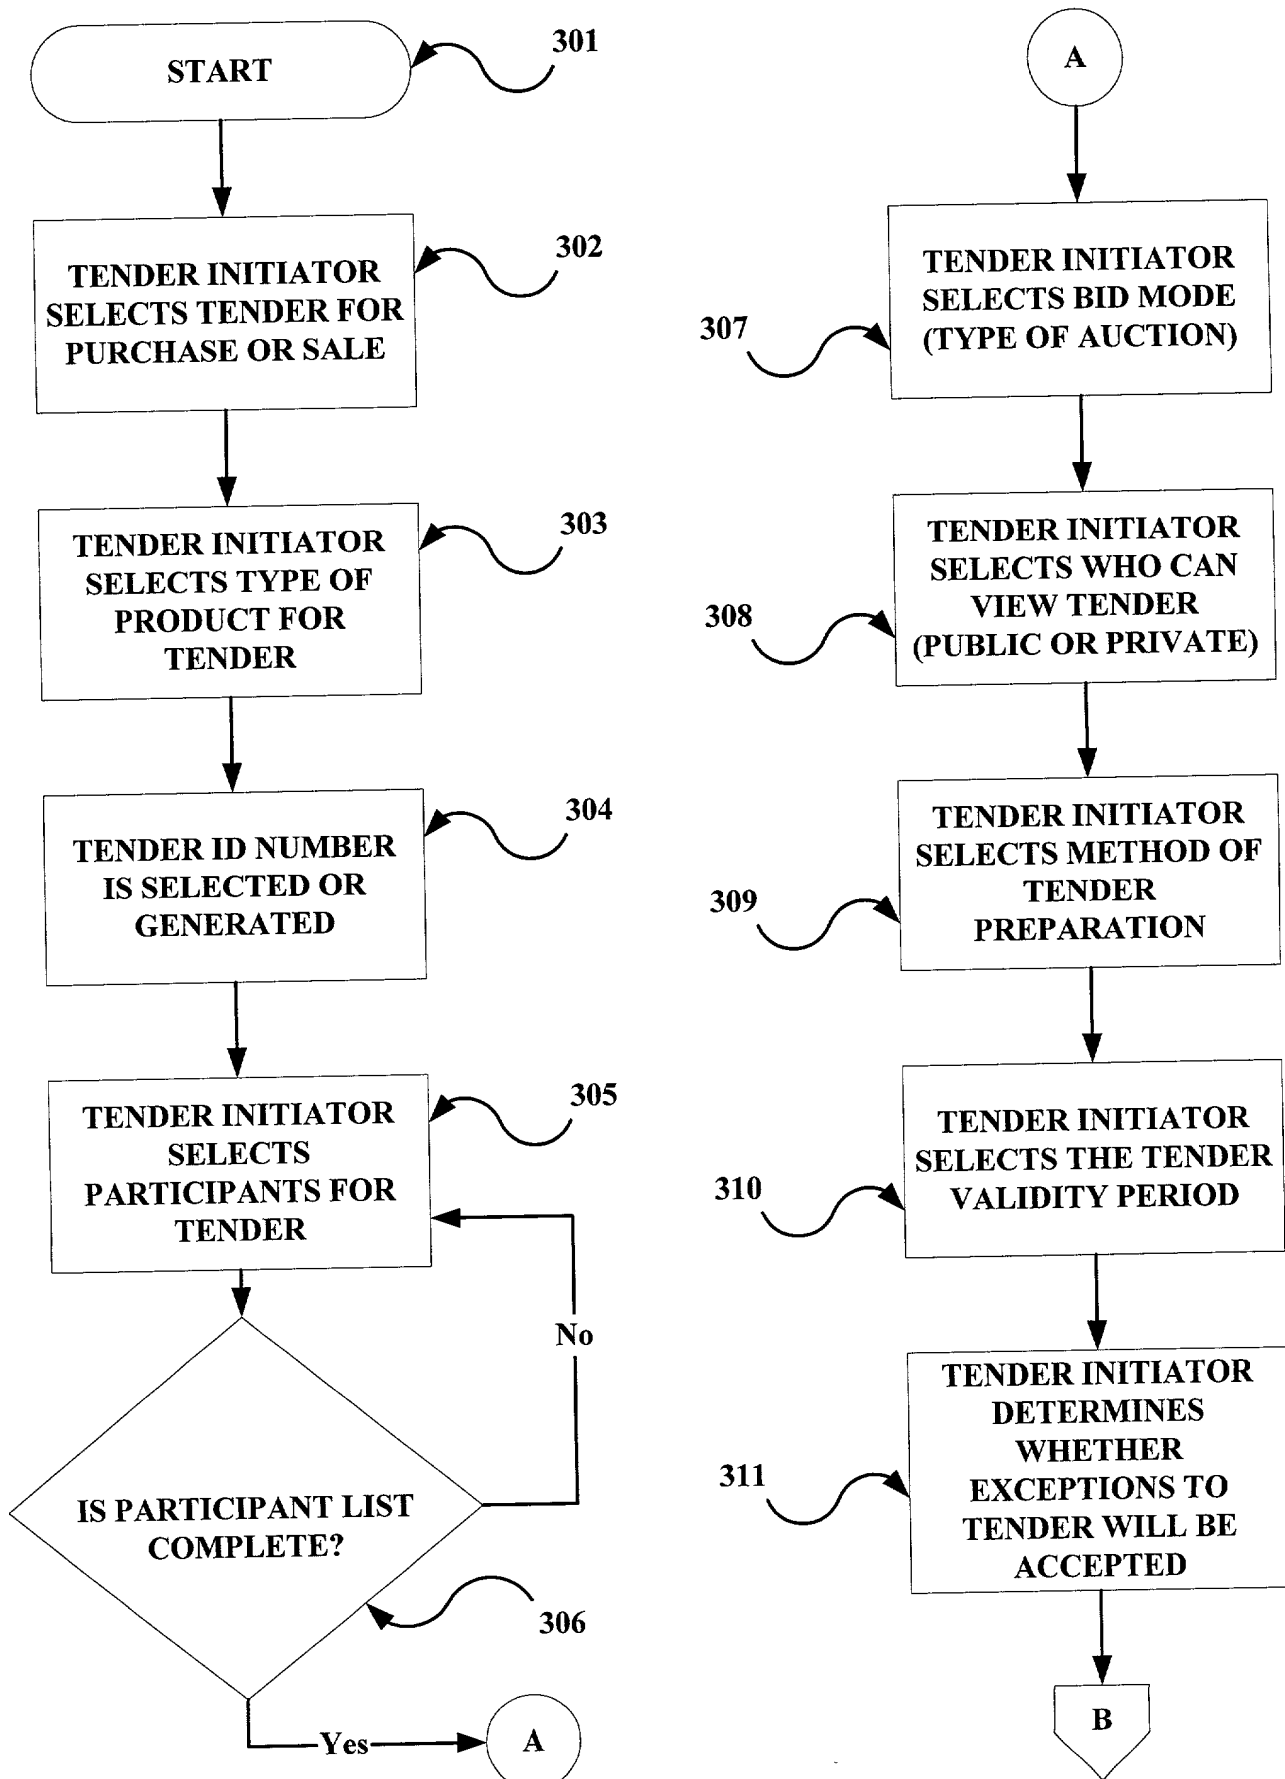 START
301
TENDER INITIATOR
SELECTS TENDER FOR
PURCHASE OR SALE
302
TENDER INITIATOR
SELECTS TYPE OF
PRODUCT FOR
TENDER
303
TENDER ID NUMBER
IS SELECTED OR
GENERATED
304
TENDER INITIATOR
SELECTS
PARTICIPANTS FOR
TENDER
305
No
IS PARTICIPANT LIST
COMPLETE?
306
Yes
A
A
TENDER INITIATOR
SELECTS BID MODE
(TYPE OF AUCTION)
307
TENDER INITIATOR
SELECTS WHO CAN
VIEW TENDER
(PUBLIC OR PRIVATE)
308
TENDER INITIATOR
SELECTS METHOD OF
TENDER
PREPARATION
309
TENDER INITIATOR
SELECTS THE TENDER
VALIDITY PERIOD
310
TENDER INITIATOR
DETERMINES
WHETHER
EXCEPTIONS TO
TENDER WILL BE
ACCEPTED
311
B